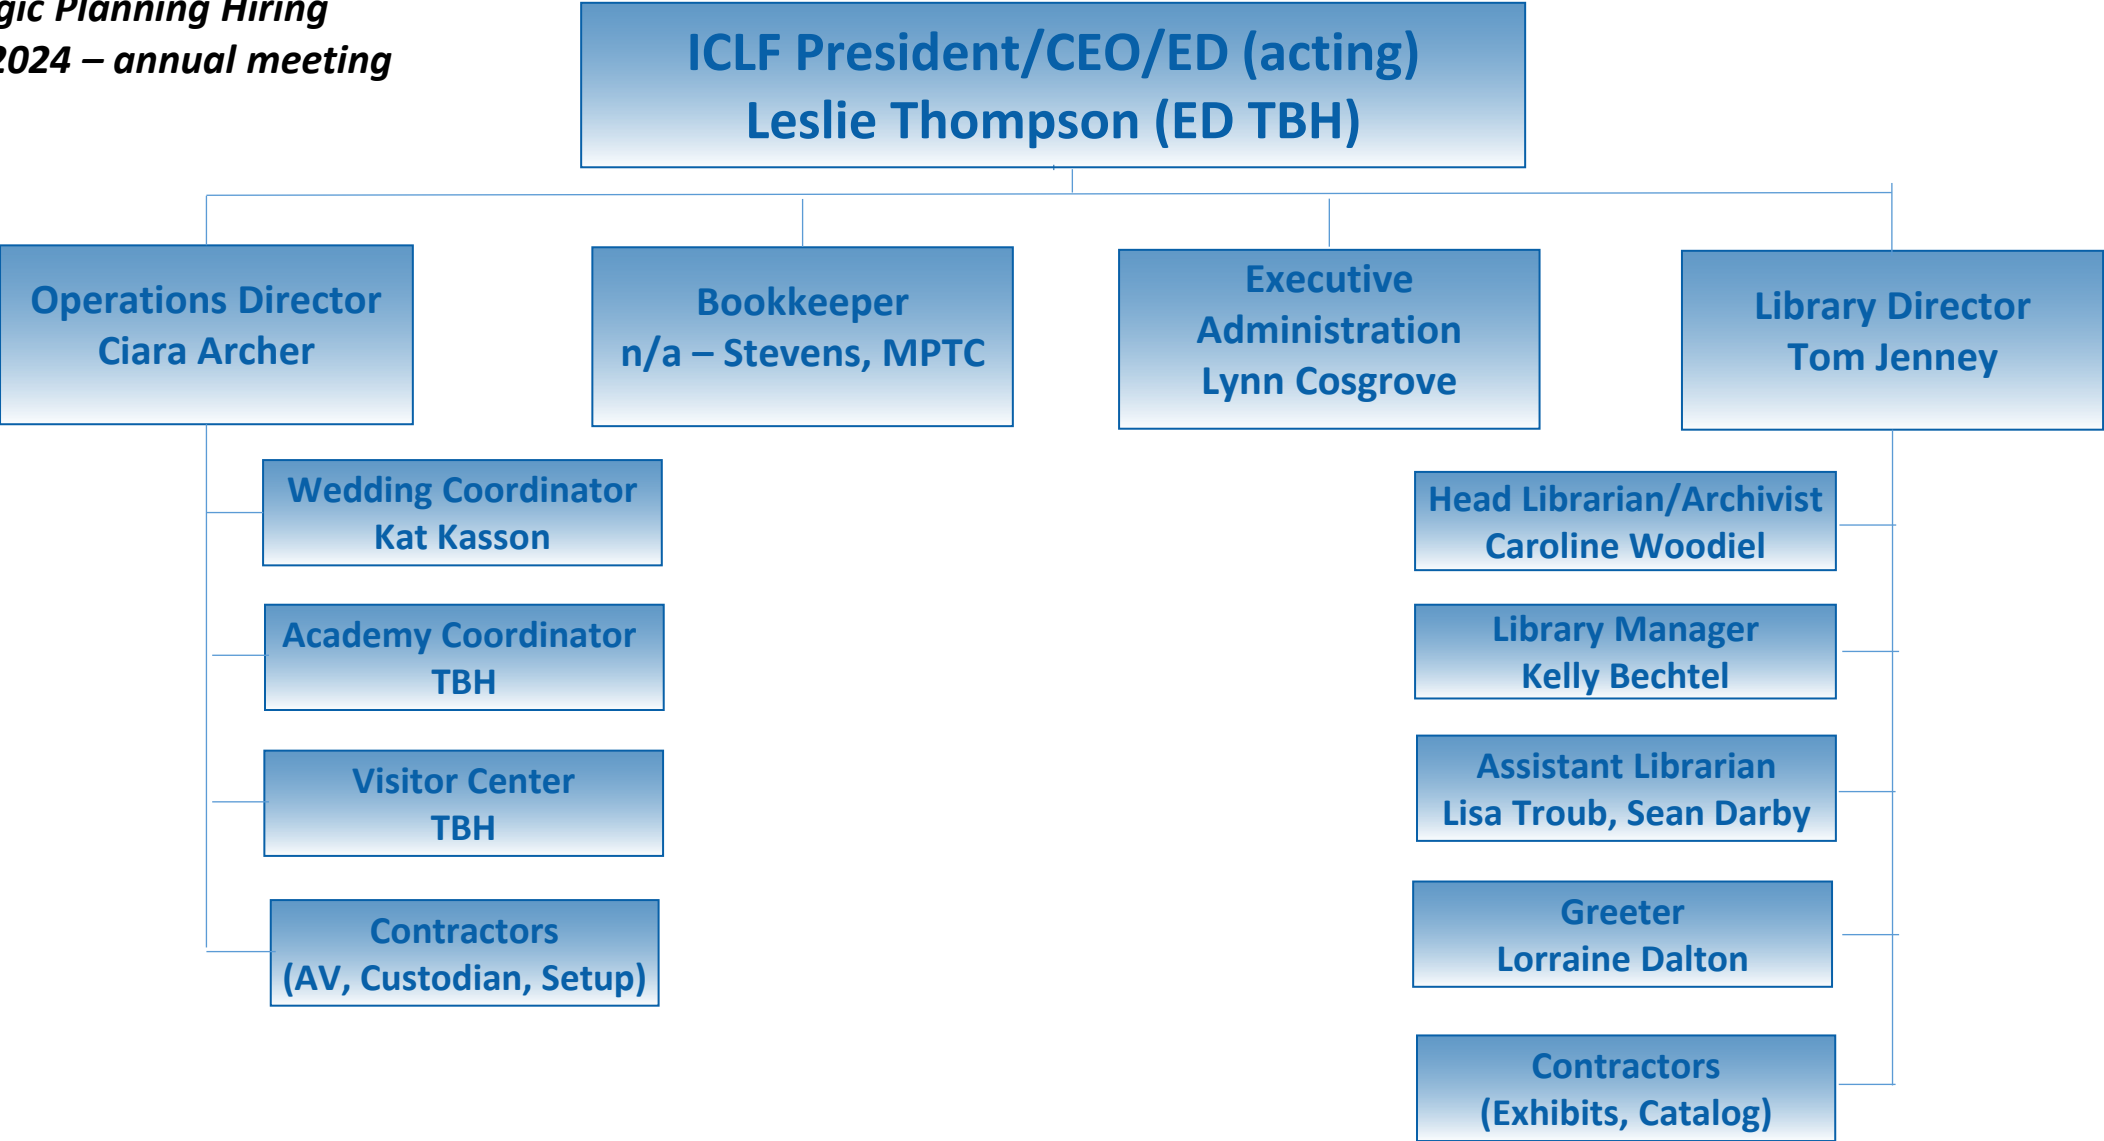 Planning Hiring
2024 – annual meeting
ICLF President/CEO/ED (acting)
Leslie Thompson (ED TBH)
Operations Director
Ciara Archer
Bookkeeper
n/a – Stevens, MPTC
Executive
Administration
Lynn Cosgrove
Library Director
Tom Jenney
Wedding Coordinator
Kat Kasson
Academy Coordinator
TBH
Visitor Center
TBH
Contractors
(AV, Custodian, Setup)
Head Librarian/Archivist
Caroline Woodiel
Library Manager
Kelly Bechtel
Assistant Librarian
Lisa Troub, Sean Darby
Greeter
Lorraine Dalton
Contractors
(Exhibits, Catalog)